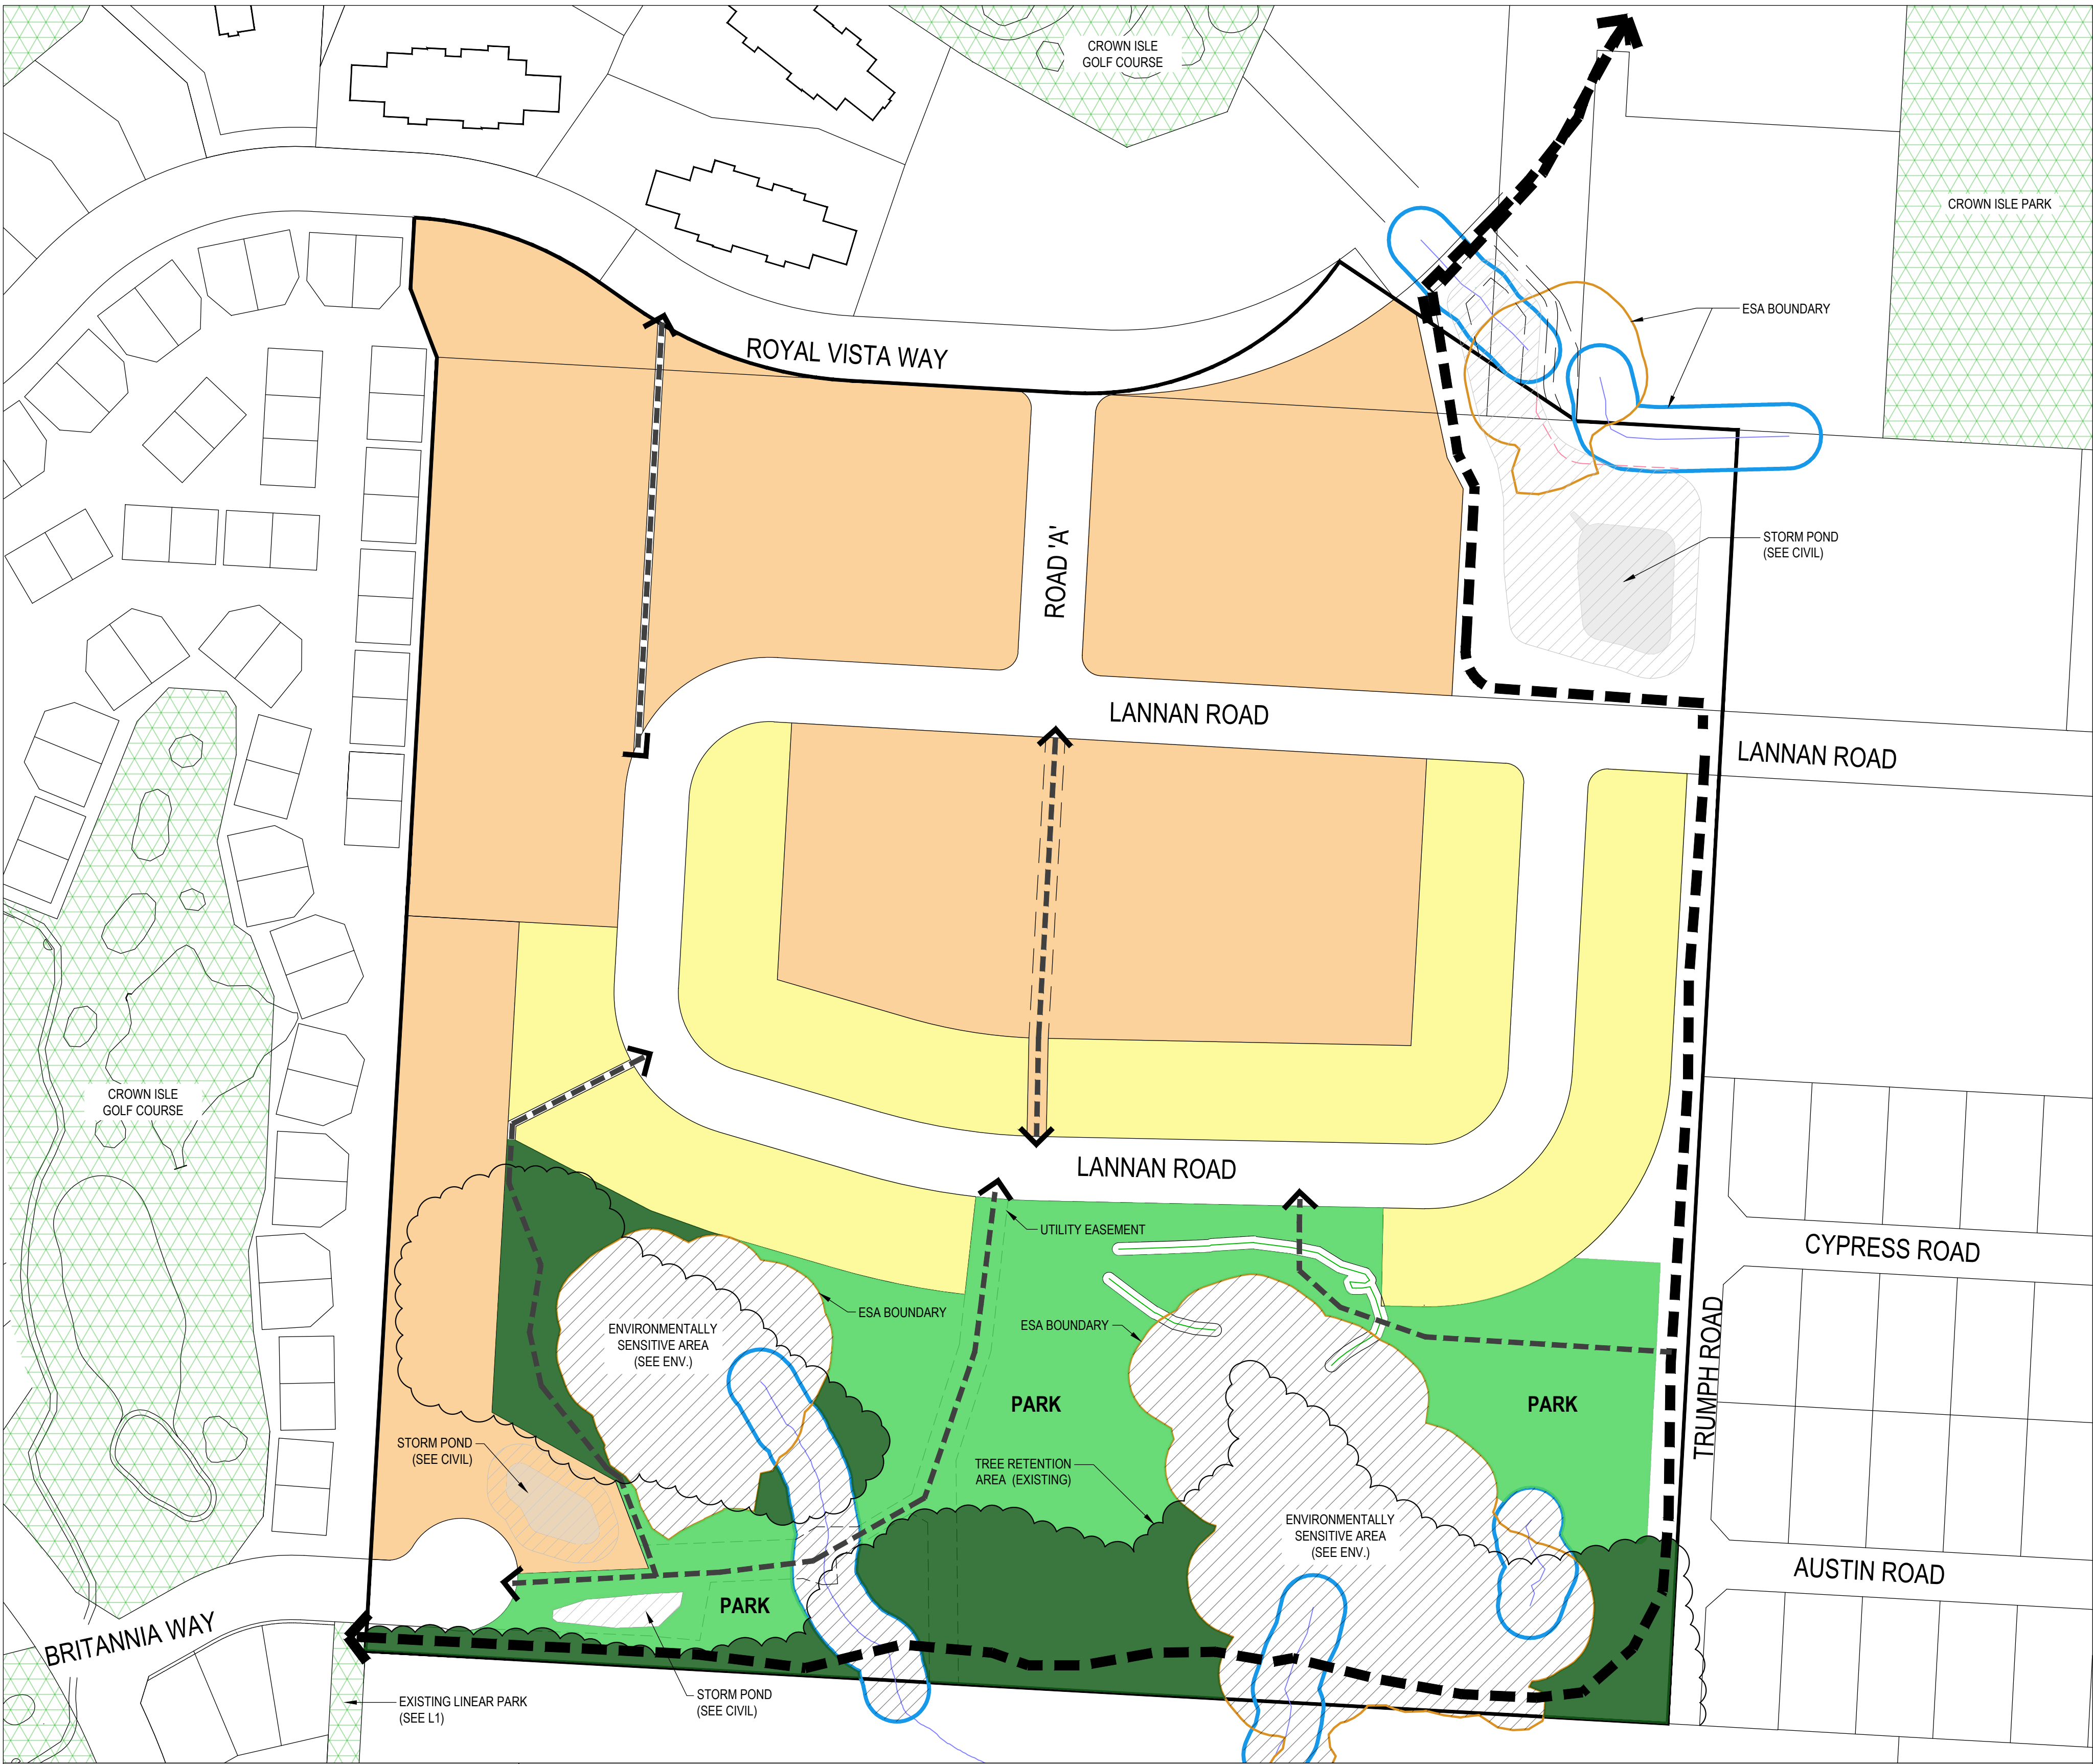 CROWN ISLE
GOLF COURSE
CROWN ISLE PARK
ESA BOUNDARY
ROYAL VISTA WAY
STORM POND
(SEE CIVIL)
ROAD 'A'
LANNAN ROAD
LANNAN ROAD
CROWN ISLE
GOLF COURSE
LANNAN ROAD
UTILITY EASEMENT
CYPRESS ROAD
ESA BOUNDARY
ESA BOUNDARY
ENVIRONMENTALLY
SENSITIVE AREA
(SEE ENV.)
TRUMPH ROAD
PARK
PARK
STORM POND
(SEE CIVIL)
TREE RETENTION
AREA (EXISTING)
ENVIRONMENTALLY
SENSITIVE AREA
(SEE ENV.)
AUSTIN ROAD
PARK
BRITANNIA WAY
EXISTING LINEAR PARK
(SEE L1)
STORM POND
(SEE CIVIL)